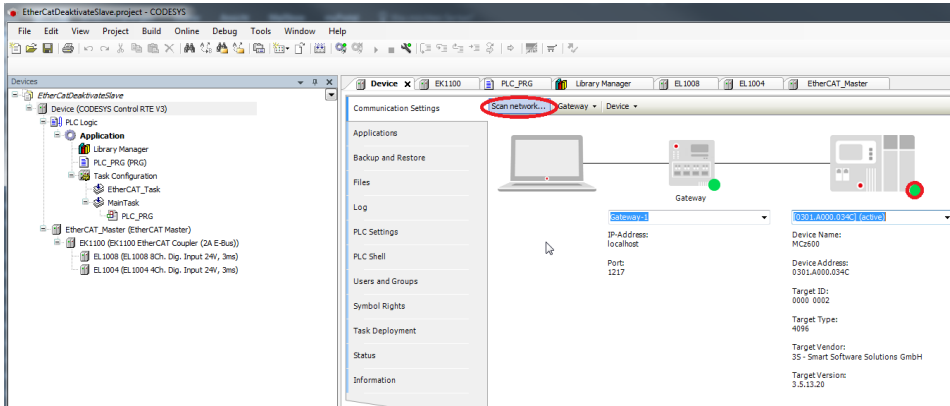 EtherCatDeaktivateSlave.project - CODESYS
File Edit View Project Build Online Debug Tools Window Help
Devices
EtherCatDeaktivateSlave
Device (CODESYS Control RTE V3)
PLC Logic
Application
Library Manager
PLC_PRG (PRG)
Task Configuration
EtherCAT_Task
MainTask
PLC_PRG
EtherCAT_Master (EtherCAT Master)
EK1100 (EK1100 EtherCAT Coupler (2A E-Bus))
EL1008 (EL1008 8Ch. Dig. Input 24V, 3ms)
EL1004 (EL1004 4Ch. Dig. Input 24V, 3ms)
Device EK1100 PLC_PRG Library Manager EL1008 EL1004 EtherCAT_Master
Communication Settings
Applications
Backup and Restore
Files
Log
PLC Settings
PLC Shell
Users and Groups
Symbol Rights
Task Deployment
Status
Information
Scan network... Gateway Device
Gateway
Gateway-1
IP-Address:
localhost
Port:
1217
[0301.A000.034C] (active)
Device Name:
MCz600
Device Address:
0301.A000.034C
Target ID:
0000 0002
Target Type:
4096
Target Vendor:
3S - Smart Software Solutions GmbH
Target Version:
3.5.13.20